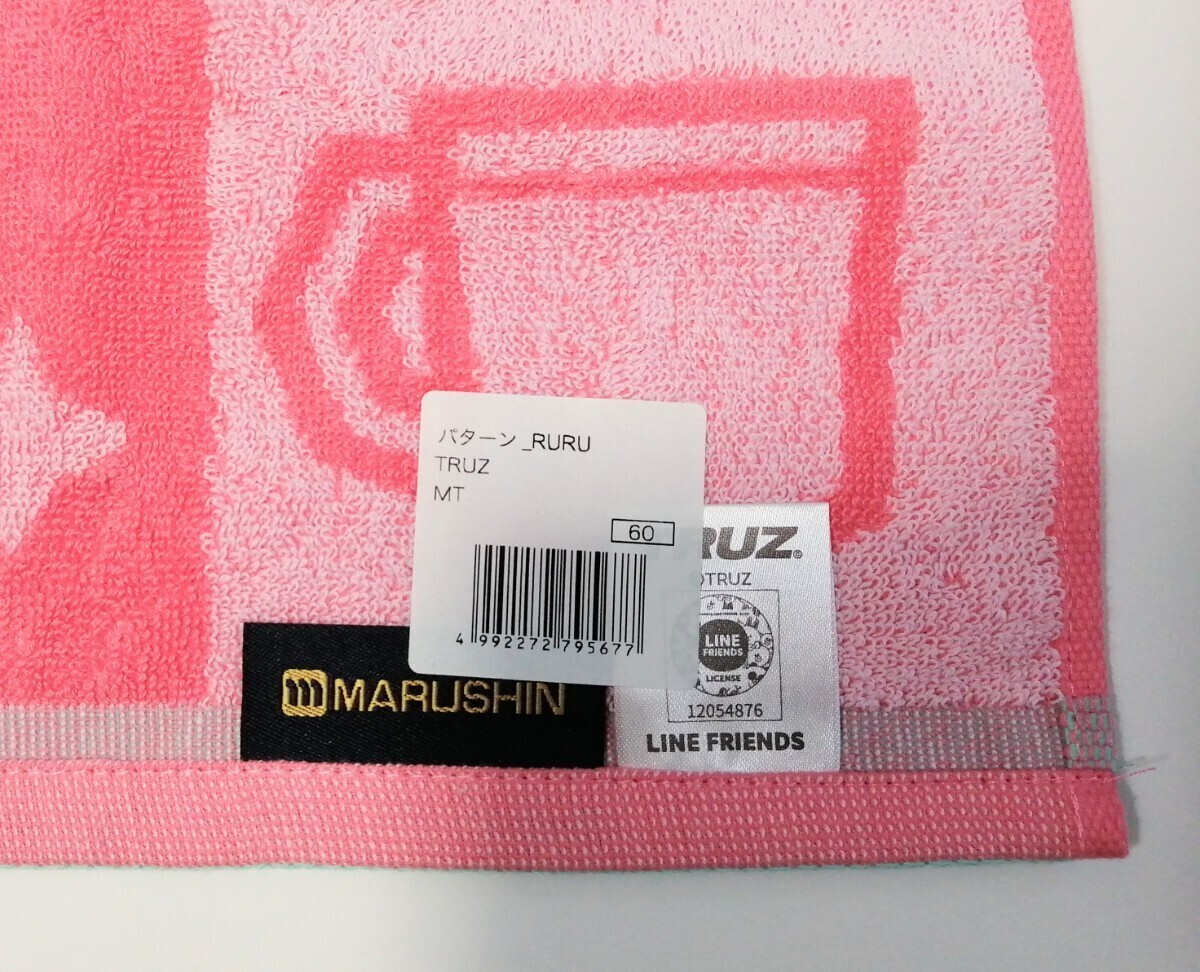 パターン _RURU
TRUZ
MT
60
4 992272 795677
RUZ®
TRUZ
LINE
FRIENDS
LICENSE
12054876
LINE FRIENDS
MARUSHIN